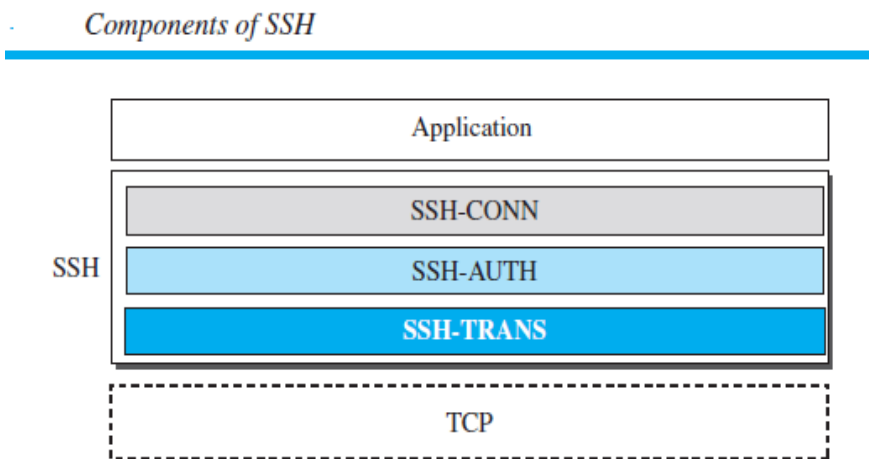 Components of SSH
Application
SSH-CONN
SSH
SSH-AUTH
SSH-TRANS
TCP